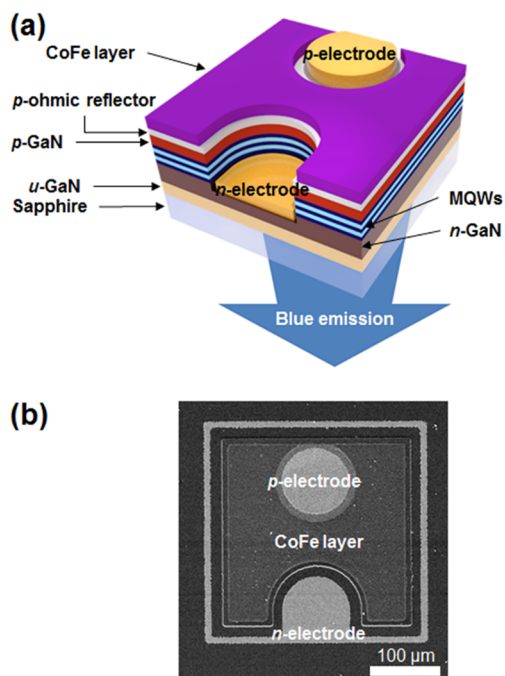 (a)
CoFe layer
p-electrode
p-ohmic reflector
p-GaN
u-GaN
Sapphire
n-electrode
MQWs
n-GaN
Blue emission
(b)
p-electrode
CoFe layer
n-electrode
100 µm